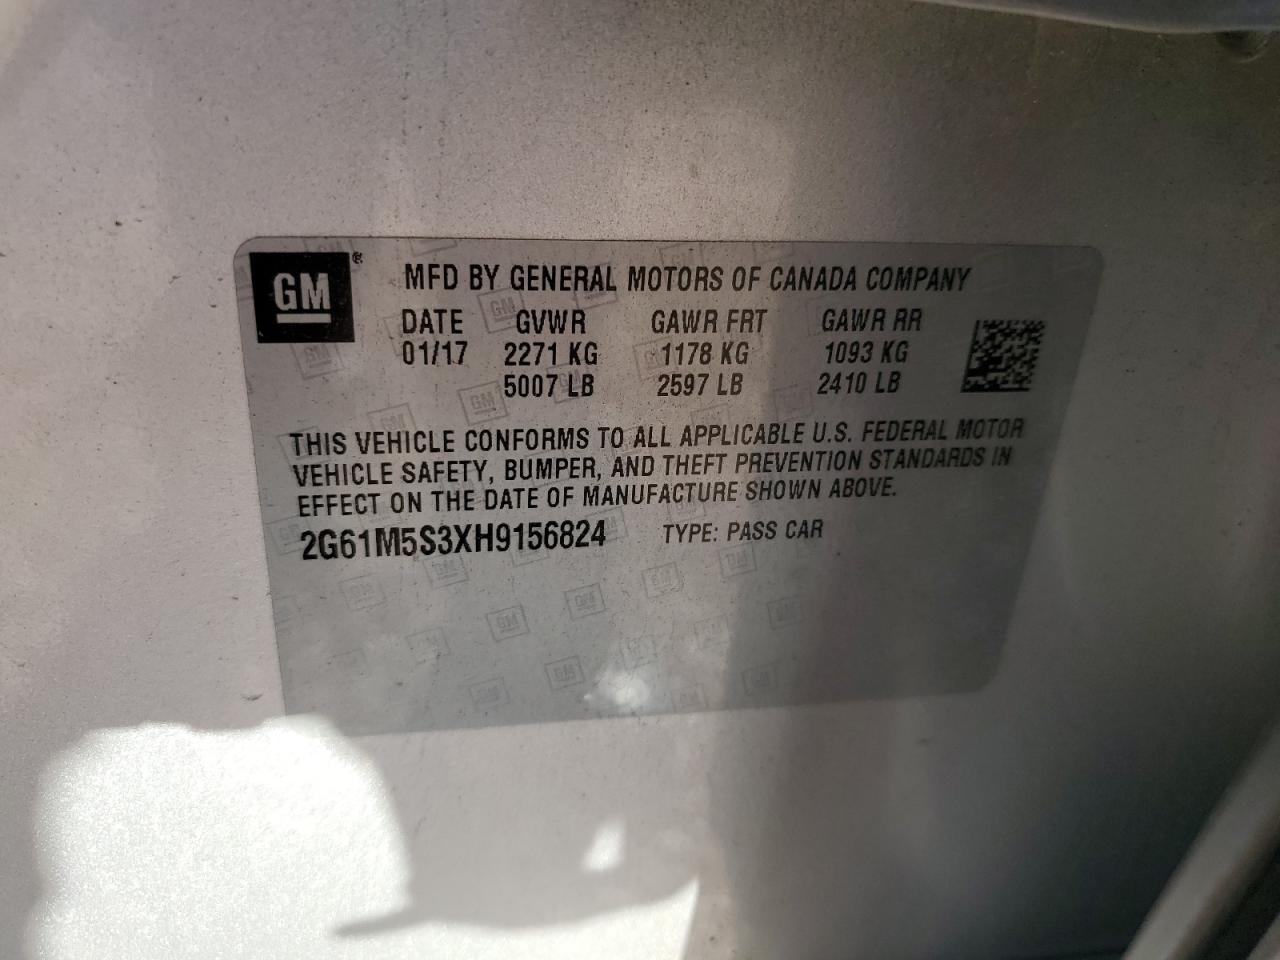 GM®
MFD BY GENERAL MOTORS OF CANADA COMPANY
DATE GVWR GAWR FRT GAWR RR
01/17 2271 KG 1178 KG 1093 KG
5007 LB 2597 LB 2410 LB
THIS VEHICLE CONFORMS TO ALL APPLICABLE U.S. FEDERAL MOTOR
VEHICLE SAFETY, BUMPER, AND THEFT PREVENTION STANDARDS IN
EFFECT ON THE DATE OF MANUFACTURE SHOWN ABOVE.
2G61M5S3XH9156824 TYPE: PASS CAR